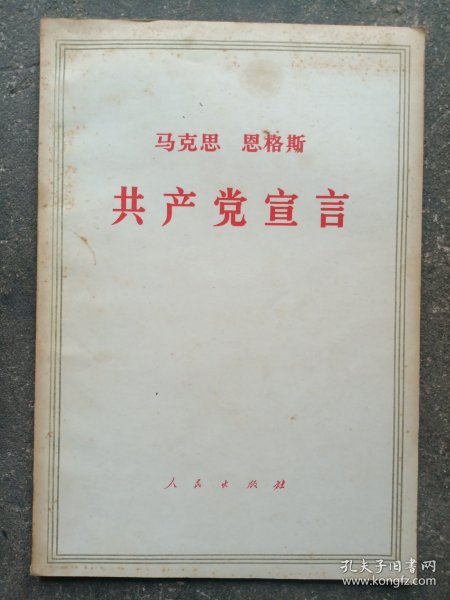 马克思 恩格斯
共产党宣言
人民出版社
孔夫子旧书网
www.kongfz.com